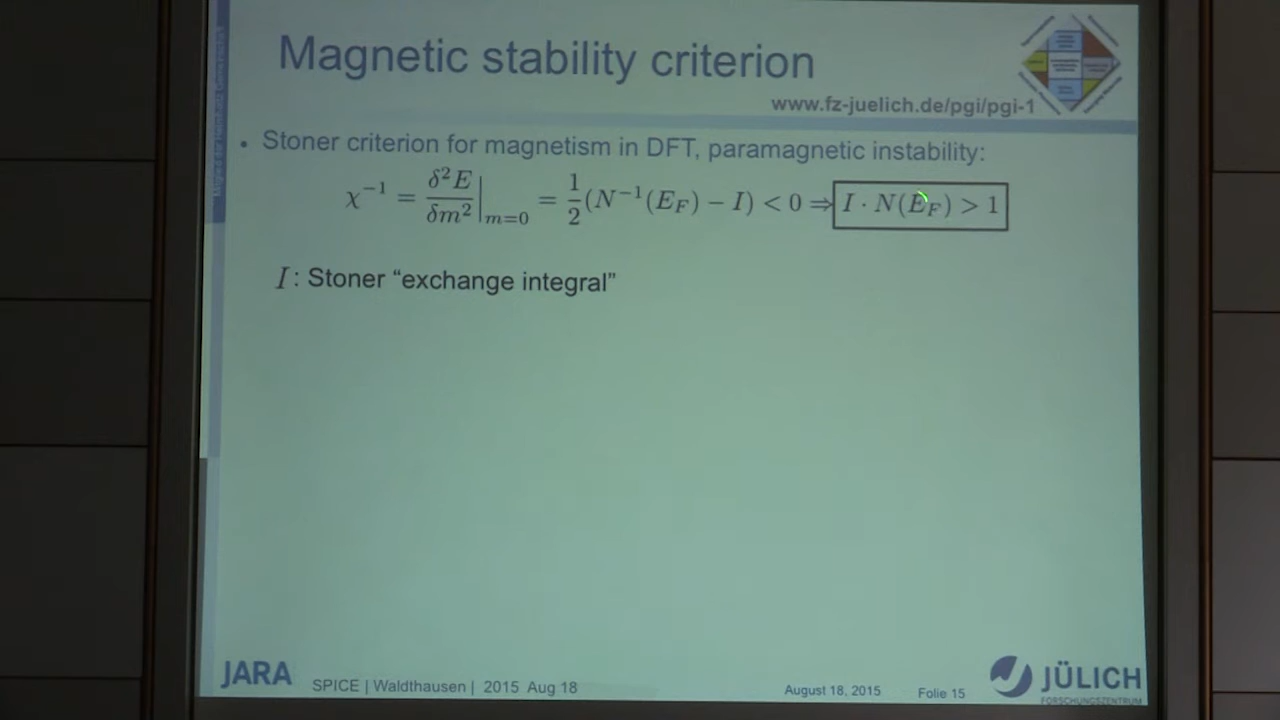 Magnetic stability criterion
www.fz-juelich.de/pgi/pgi-1
• Stoner criterion for magnetism in DFT, paramagnetic instability:
χ⁻¹ = δ²E/δm² |m=0 = 1/2 (N⁻¹(E_F) − I) < 0 ⇒ I · N(E_F) > 1
I : Stoner “exchange integral”
JARA SPICE | Waldthausen | 2015 Aug 18 August 18, 2015 Folie 15 JÜLICH
FORSCHUNGSZENTRUM